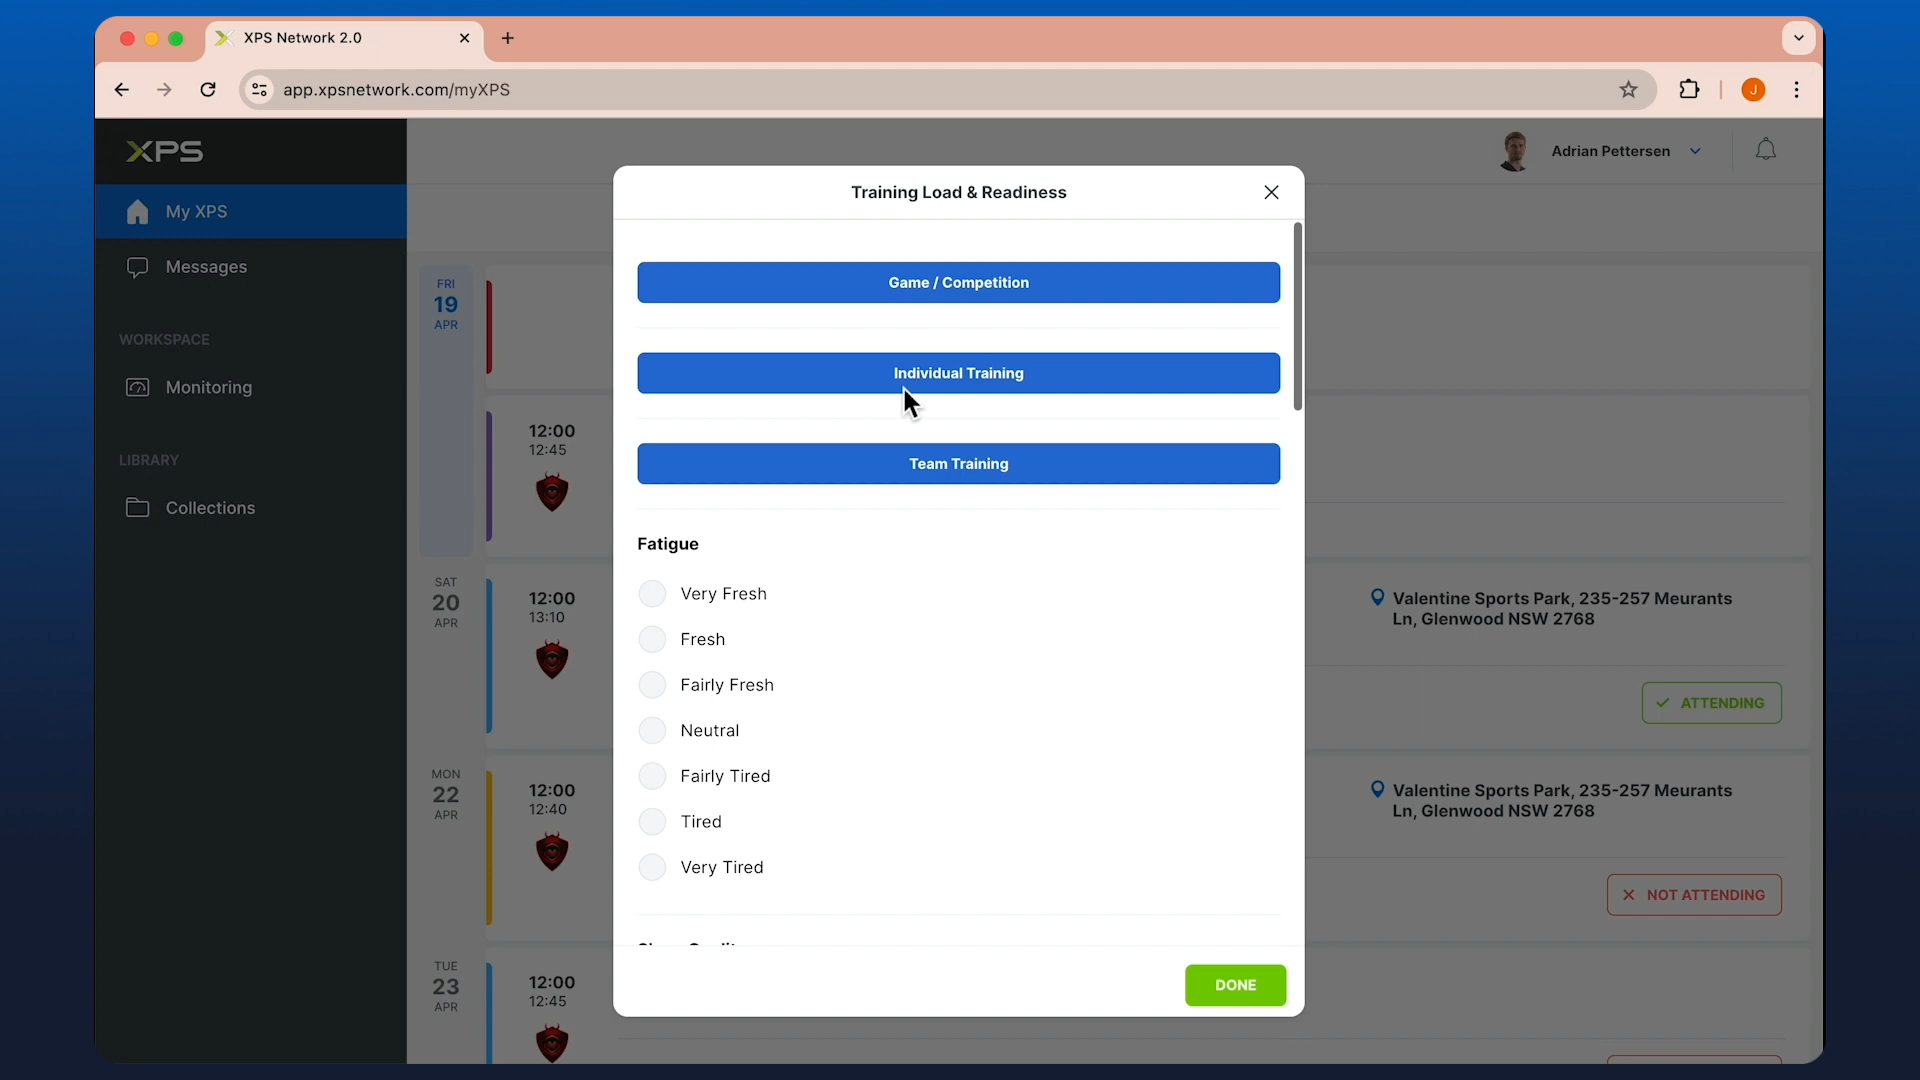 XPS Network 2.0
app.xpsnetwork.com/myXPS
J
XPS
Adrian Pettersen
My XPS
Messages
WORKSPACE
Monitoring
LIBRARY
Collections
FRI
19
APR
12:00
12:45
SAT
20
APR
12:00
13:10
Valentine Sports Park, 235-257 Meurants
Ln, Glenwood NSW 2768
ATTENDING
MON
22
APR
12:00
12:40
Valentine Sports Park, 235-257 Meurants
Ln, Glenwood NSW 2768
NOT ATTENDING
TUE
23
APR
12:00
12:45
Training Load & Readiness
Game / Competition
Individual Training
Team Training
Fatigue
Very Fresh
Fresh
Fairly Fresh
Neutral
Fairly Tired
Tired
Very Tired
DONE